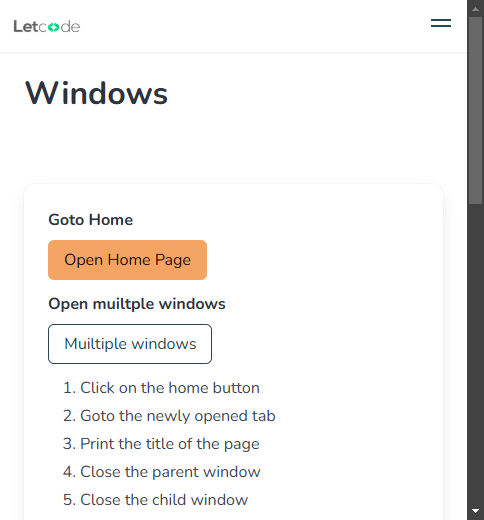 Letcode
Windows
Goto Home
Open Home Page
Open muiltple windows
Muiltiple windows
1. Click on the home button
2. Goto the newly opened tab
3. Print the title of the page
4. Close the parent window
5. Close the child window